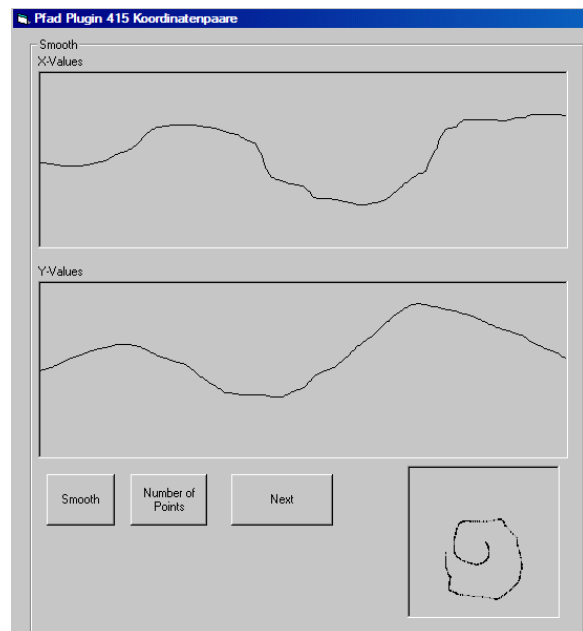 Pfad Plugin 415 Koordinatenpaare
Smooth
X-Values
Y-Values
Smooth
Number of
Points
Next